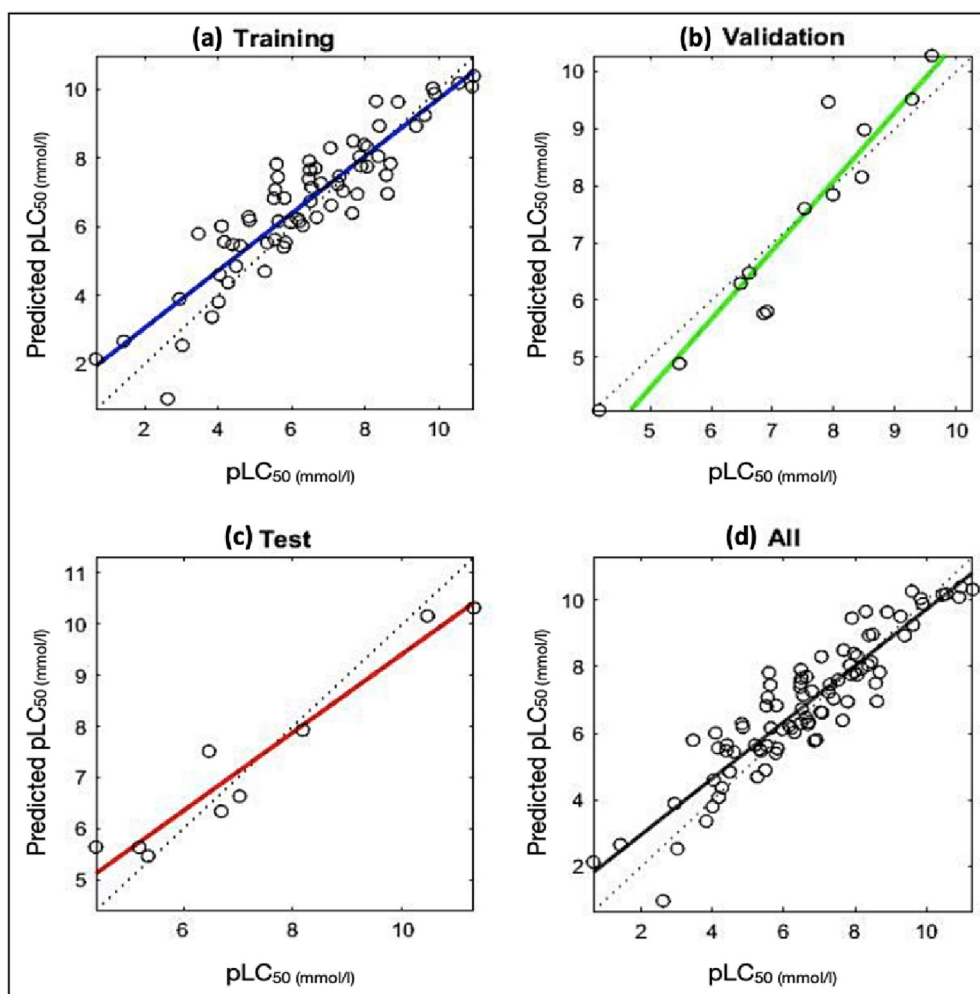 (a) Training
Predicted pLC50 (mmol/l)
10
8
6
4
2
2 4 6 8 10
pLC50 (mmol/l)
(b) Validation
Predicted pLC50 (mmol/l)
10
9
8
7
6
5
5 6 7 8 9 10
pLC50 (mmol/l)
(c) Test
Predicted pLC50 (mmol/l)
11
10
9
8
7
6
5
6 8 10
pLC50 (mmol/l)
(d) All
Predicted pLC50 (mmol/l)
10
8
6
4
2
2 4 6 8 10
pLC50 (mmol/l)